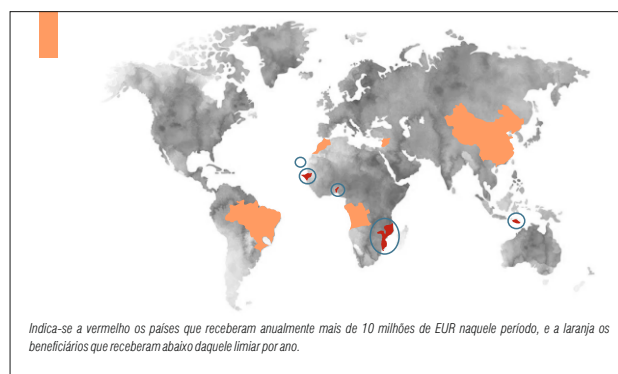 Indica-se a vermelho os países que receberam anualmente mais de 10 milhões de EUR naquele período, e a laranja os
beneficiários que receberam abaixo daquele limiar por ano.